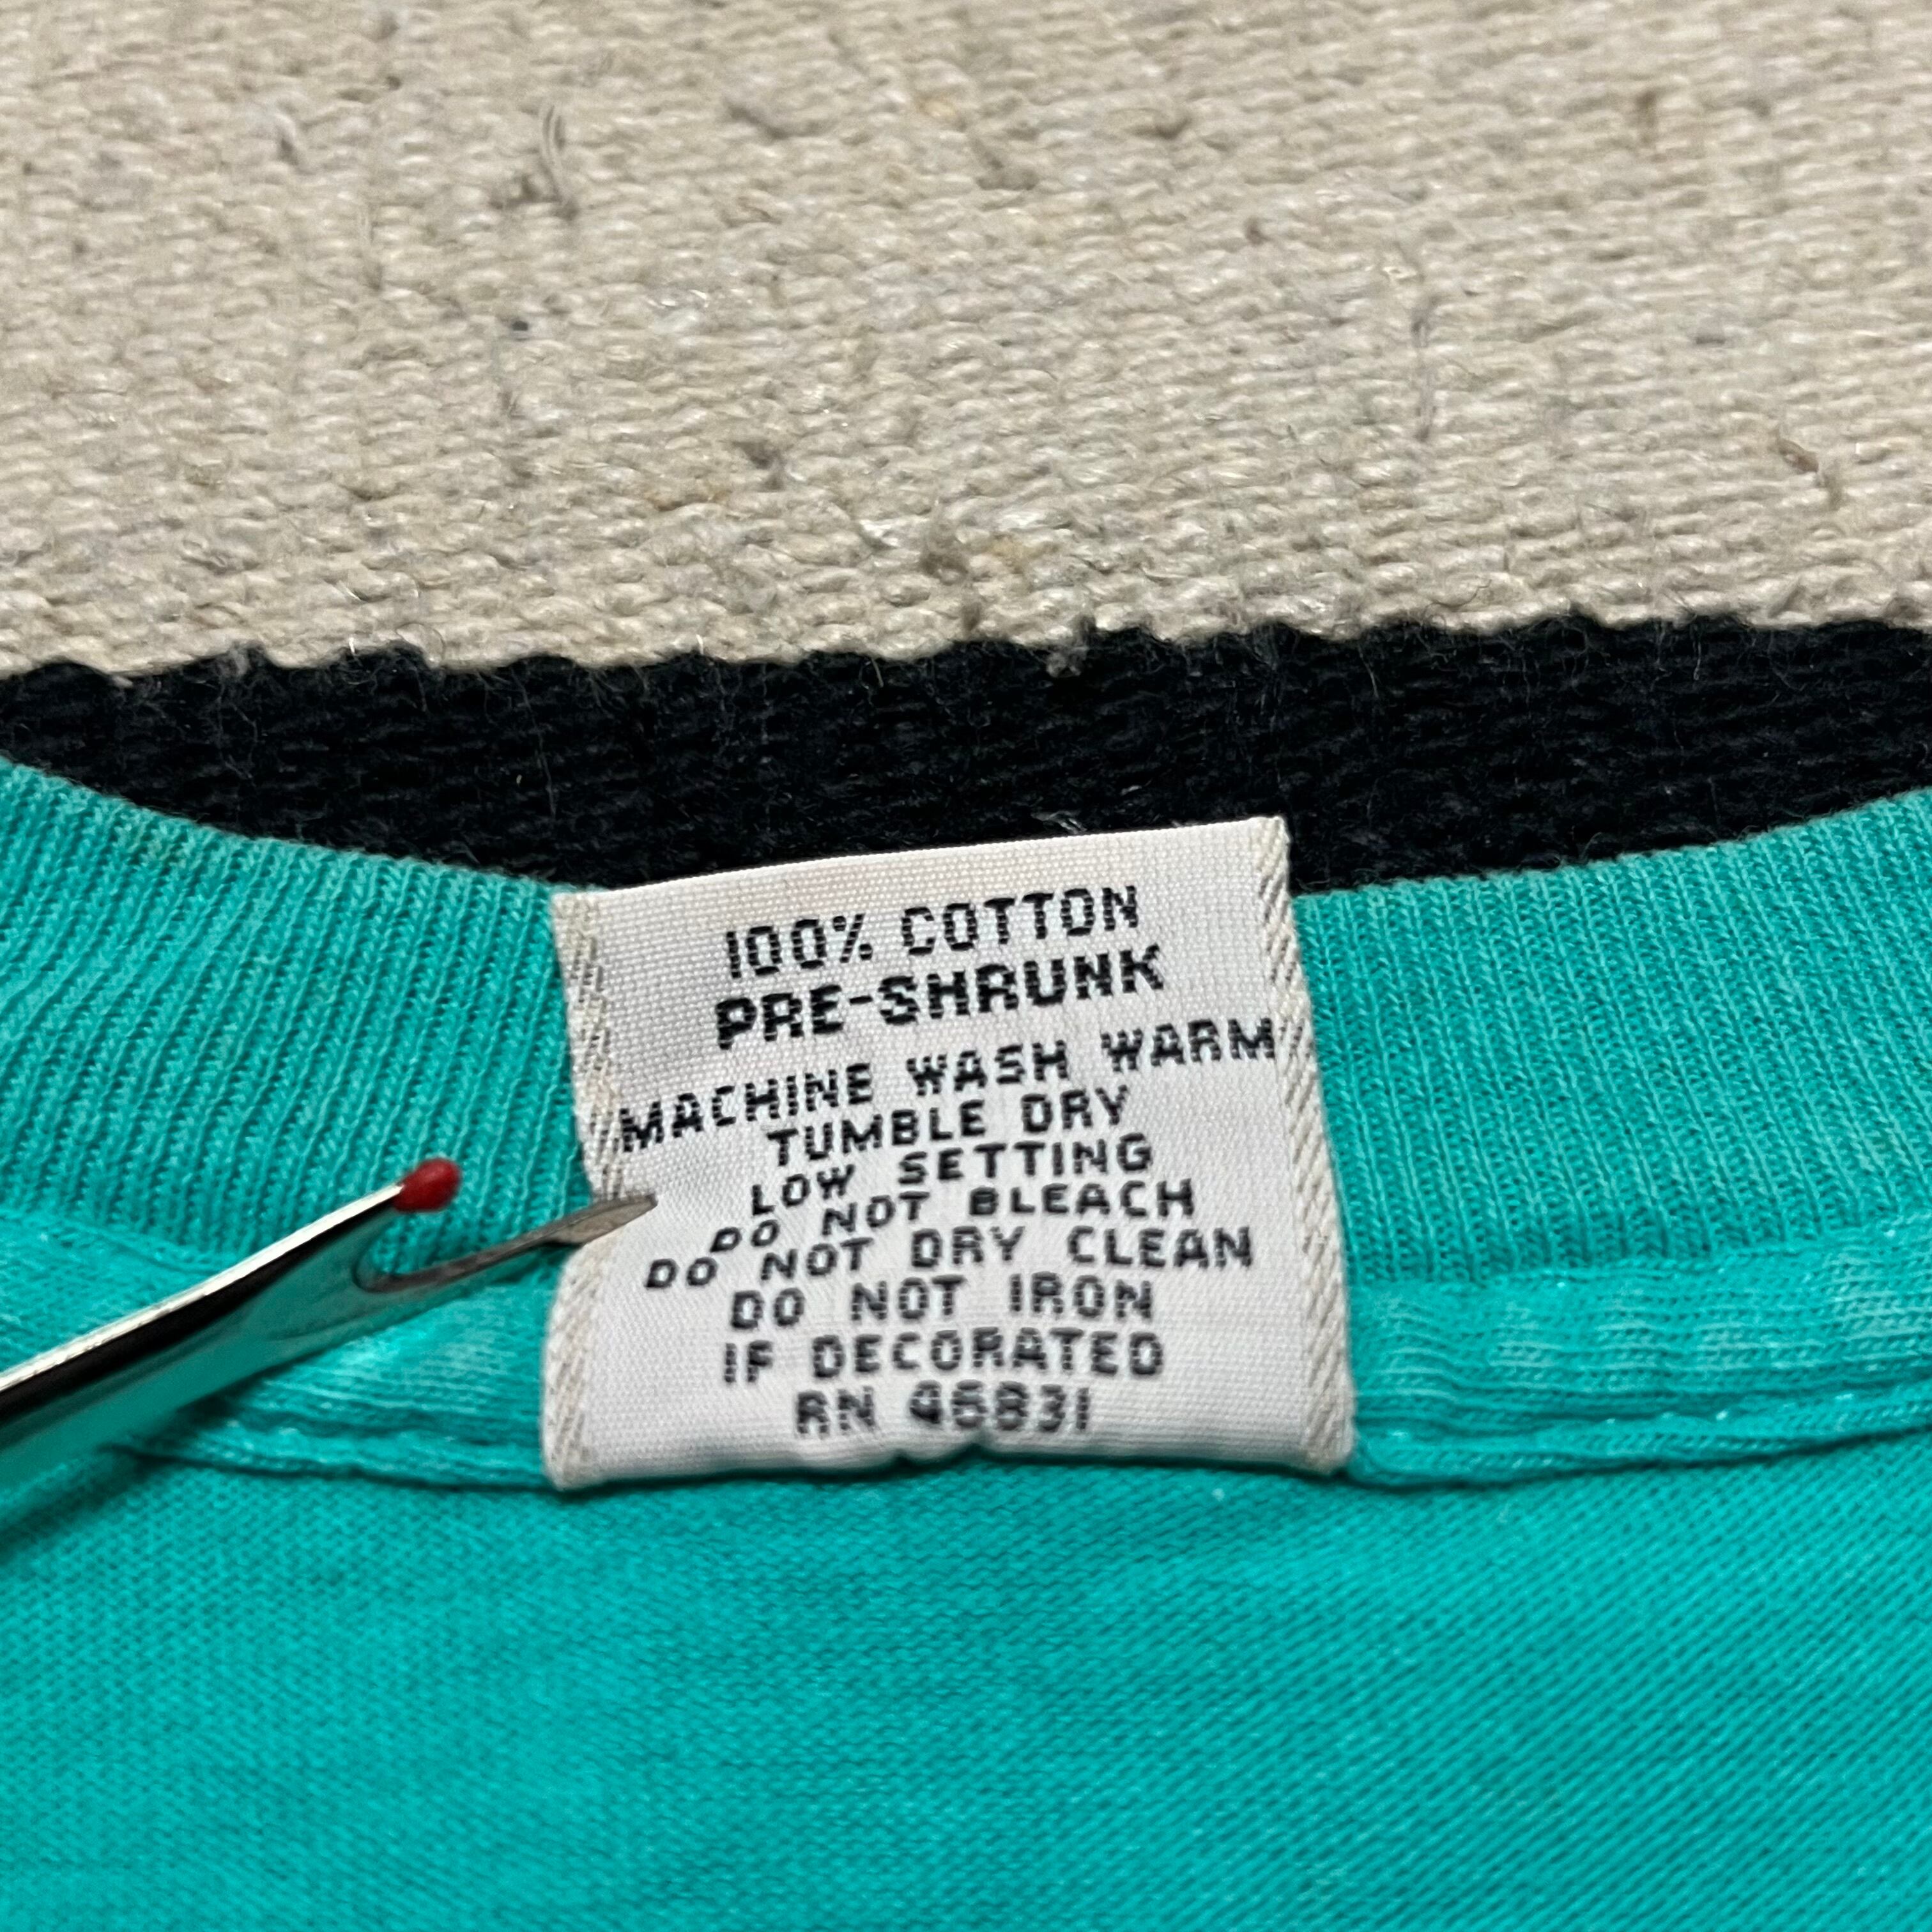 100% COTTON
PRE-SHRUNK
MACHINE WASH WARM
TUMBLE DRY
LOW SETTING
DO NOT BLEACH
DO NOT DRY CLEAN
DO NOT IRON
IF DECORATED
RN 46831